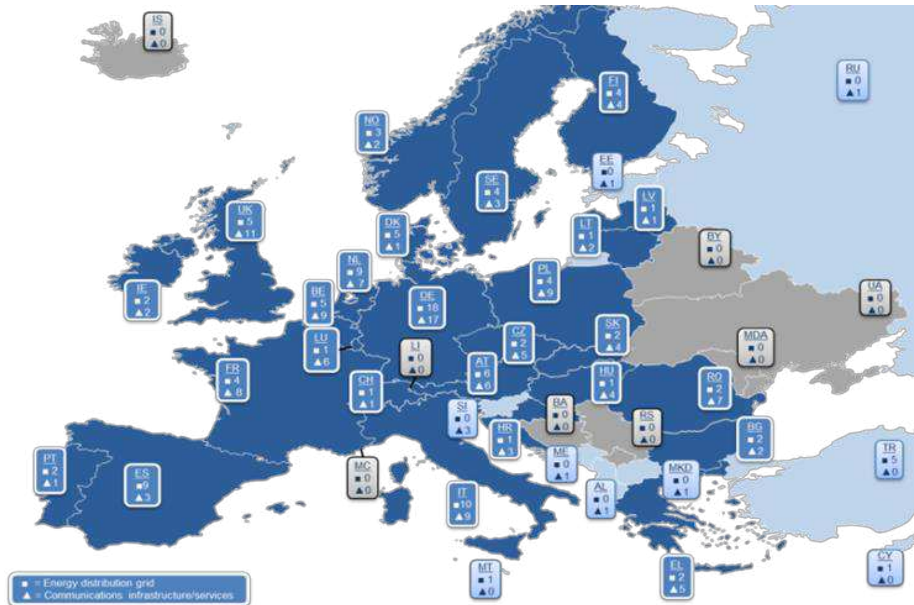 IS
■ 0
▲ 0
RU
■ 0
▲ 1
FI
■ 4
▲ 4
NO
■ 3
▲ 2
EE
■ 0
▲ 1
SE
■ 4
▲ 3
LV
■ 1
▲ 1
UK
■ 5
▲ 11
DK
■ 5
▲ 1
LT
■ 1
▲ 2
BY
■ 0
▲ 0
NL
■ 9
▲ 7
PL
■ 4
▲ 9
IE
■ 2
▲ 2
BE
■ 5
▲ 9
DE
■ 18
▲ 17
UA
■ 0
▲ 0
LU
■ 1
▲ 6
LI
■ 0
▲ 0
CZ
■ 2
▲ 5
SK
■ 2
▲ 4
MDA
■ 0
▲ 0
FR
■ 4
▲ 8
CH
■ 1
▲ 1
AT
■ 6
▲ 6
HU
■ 1
▲ 4
RO
■ 2
▲ 7
SI
■ 0
▲ 3
BA
■ 0
▲ 0
RS
■ 0
▲ 0
HR
■ 1
▲ 3
BG
■ 2
▲ 2
PT
■ 2
▲ 1
ES
■ 9
▲ 3
MC
■ 0
▲ 0
ME
■ 0
▲ 1
MKD
■ 0
▲ 1
TR
■ 5
▲ 0
IT
■ 10
▲ 9
AL
■ 0
▲ 1
MT
■ 1
▲ 0
EL
■ 2
▲ 5
CY
■ 1
▲ 0
■ = Energy distribution grid
▲ = Communications infrastructure/services